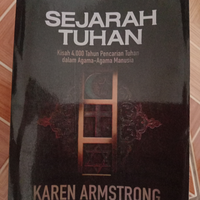 SEJARAH
TUHAN
Kisah 4.000 Tahun Pencarian Tuhan
dalam Agama-Agama Manusia
KAREN ARMSTRONG